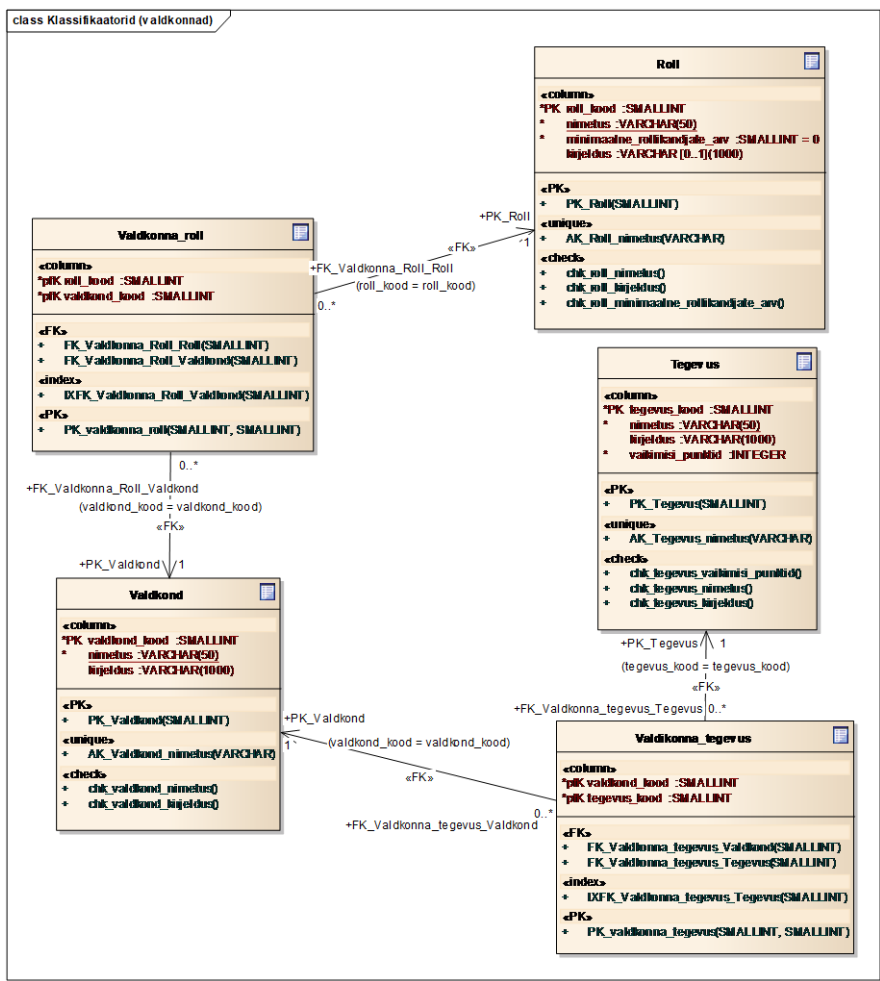 class Klassifikaatorid (valdkonnad)
Roll
«column»
*PK roll_kood :SMALLINT
* nimetus :VARCHAR(50)
* minimaalne_rollikandjate_arv :SMALLINT = 0
kirjeldus :VARCHAR [0..1](1000)
«PK»
+ PK_Roll(SMALLINT)
«unique»
+ AK_Roll_nimetus(VARCHAR)
«check»
+ chk_roll_nimetus()
+ chk_roll_kirjeldus()
+ chk_roll_minimaalne_rollikandjate_arv()
Valdkonna_roll
«column»
*pfK roll_kood :SMALLINT
*pfK valdkond_kood :SMALLINT
«FK»
+ FK_Valdkonna_Roll_Roll(SMALLINT)
+ FK_Valdkonna_Roll_Valdkond(SMALLINT)
«index»
+ IXFK_Valdkonna_Roll_Valdkond(SMALLINT)
«PK»
+ PK_valdkonna_roll(SMALLINT, SMALLINT)
+PK_Roll
«FK»
1
+FK_Valdkonna_Roll_Roll
(roll_kood = roll_kood)
0..*
Tegevus
«column»
*PK tegevus_kood :SMALLINT
* nimetus :VARCHAR(50)
kirjeldus :VARCHAR(1000)
* vaikimisi_punktid :INTEGER
«PK»
+ PK_Tegevus(SMALLINT)
«unique»
+ AK_Tegevus_nimetus(VARCHAR)
«check»
+ chk_tegevus_vaikimisi_punktid()
+ chk_tegevus_nimetus()
+ chk_tegevus_kirjeldus()
0..*
+FK_Valdkonna_Roll_Valdkond
(valdkond_kood = valdkond_kood)
«FK»
+PK_Valdkond
1
Valdkond
«column»
*PK valdkond_kood :SMALLINT
* nimetus :VARCHAR(50)
kirjeldus :VARCHAR(1000)
«PK»
+ PK_Valdkond(SMALLINT)
«unique»
+ AK_Valdkond_nimetus(VARCHAR)
«check»
+ chk_valdkond_nimetus()
+ chk_valdkond_kirjeldus()
+PK_Tegevus
1
(tegevus_kood = tegevus_kood)
«FK»
+FK_Valdkonna_tegevus_Tegevus
0..*
+PK_Valdkond
1
(valdkond_kood = valdkond_kood)
«FK»
0..*
+FK_Valdkonna_tegevus_Valdkond
Valdikonna_tegevus
«column»
*pfK valdkond_kood :SMALLINT
*pfK tegevus_kood :SMALLINT
«FK»
+ FK_Valdkonna_tegevus_Valdkond(SMALLINT)
+ FK_Valdkonna_tegevus_Tegevus(SMALLINT)
«index»
+ IXFK_Valdkonna_tegevus_Tegevus(SMALLINT)
«PK»
+ PK_valdkonna_tegevus(SMALLINT, SMALLINT)